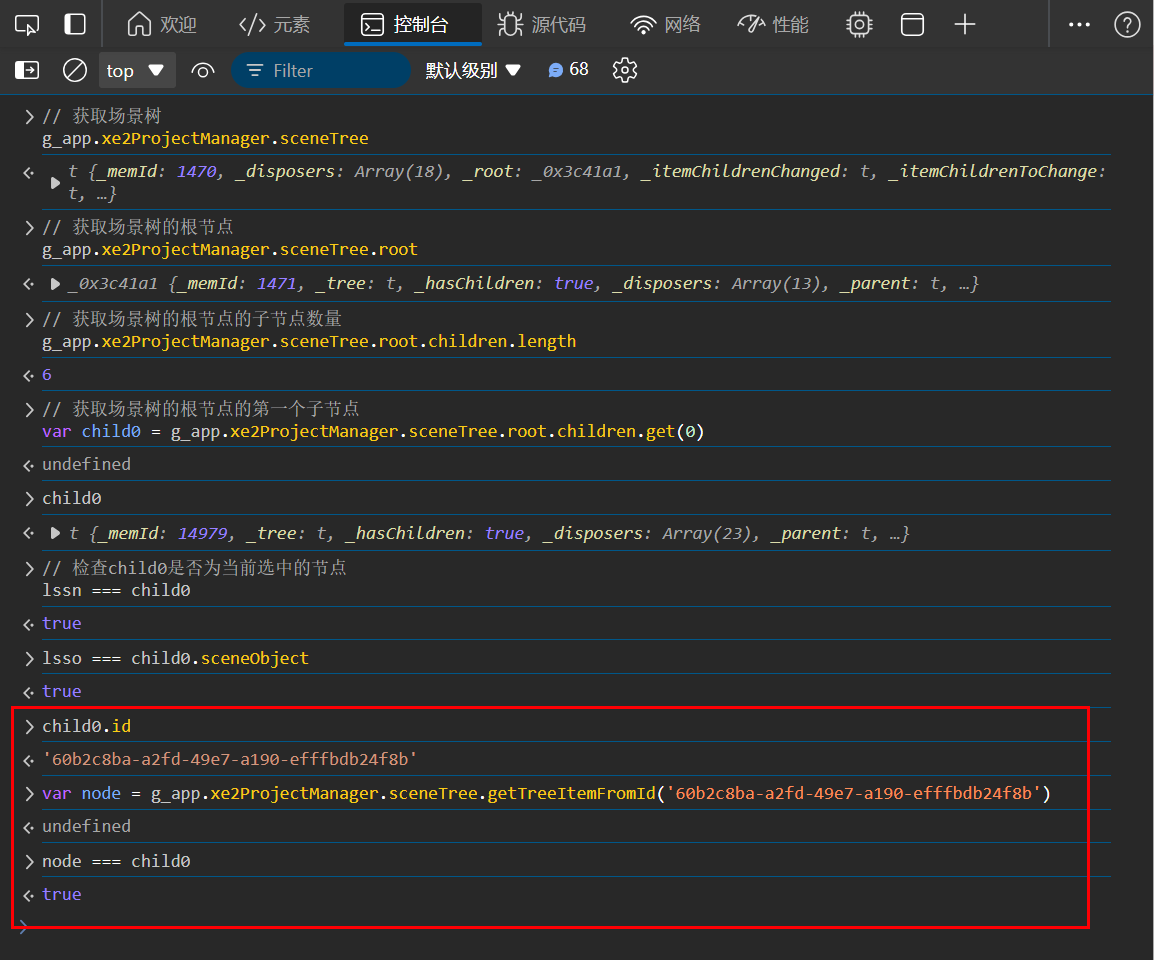 欢迎 元素 控制台 源代码 网络 性能
top Filter 默认级别 68
// 获取场景树
g_app.xe2ProjectManager.sceneTree
t {_memId: 1470, _disposers: Array(18), _root: _0x3c41a1, _itemChildrenChanged: t, _itemChildrenToChange:
t, …}
// 获取场景树的根节点
g_app.xe2ProjectManager.sceneTree.root
_0x3c41a1 {_memId: 1471, _tree: t, _hasChildren: true, _disposers: Array(13), _parent: t, …}
// 获取场景树的根节点的子节点数量
g_app.xe2ProjectManager.sceneTree.root.children.length
6
// 获取场景树的根节点的第一个子节点
var child0 = g_app.xe2ProjectManager.sceneTree.root.children.get(0)
undefined
child0
t {_memId: 14979, _tree: t, _hasChildren: true, _disposers: Array(23), _parent: t, …}
// 检查child0是否为当前选中的节点
lssn === child0
true
lsso === child0.sceneObject
true
child0.id
'60b2c8ba-a2fd-49e7-a190-efffbdb24f8b'
var node = g_app.xe2ProjectManager.sceneTree.getTreeItemFromId('60b2c8ba-a2fd-49e7-a190-efffbdb24f8b')
undefined
node === child0
true